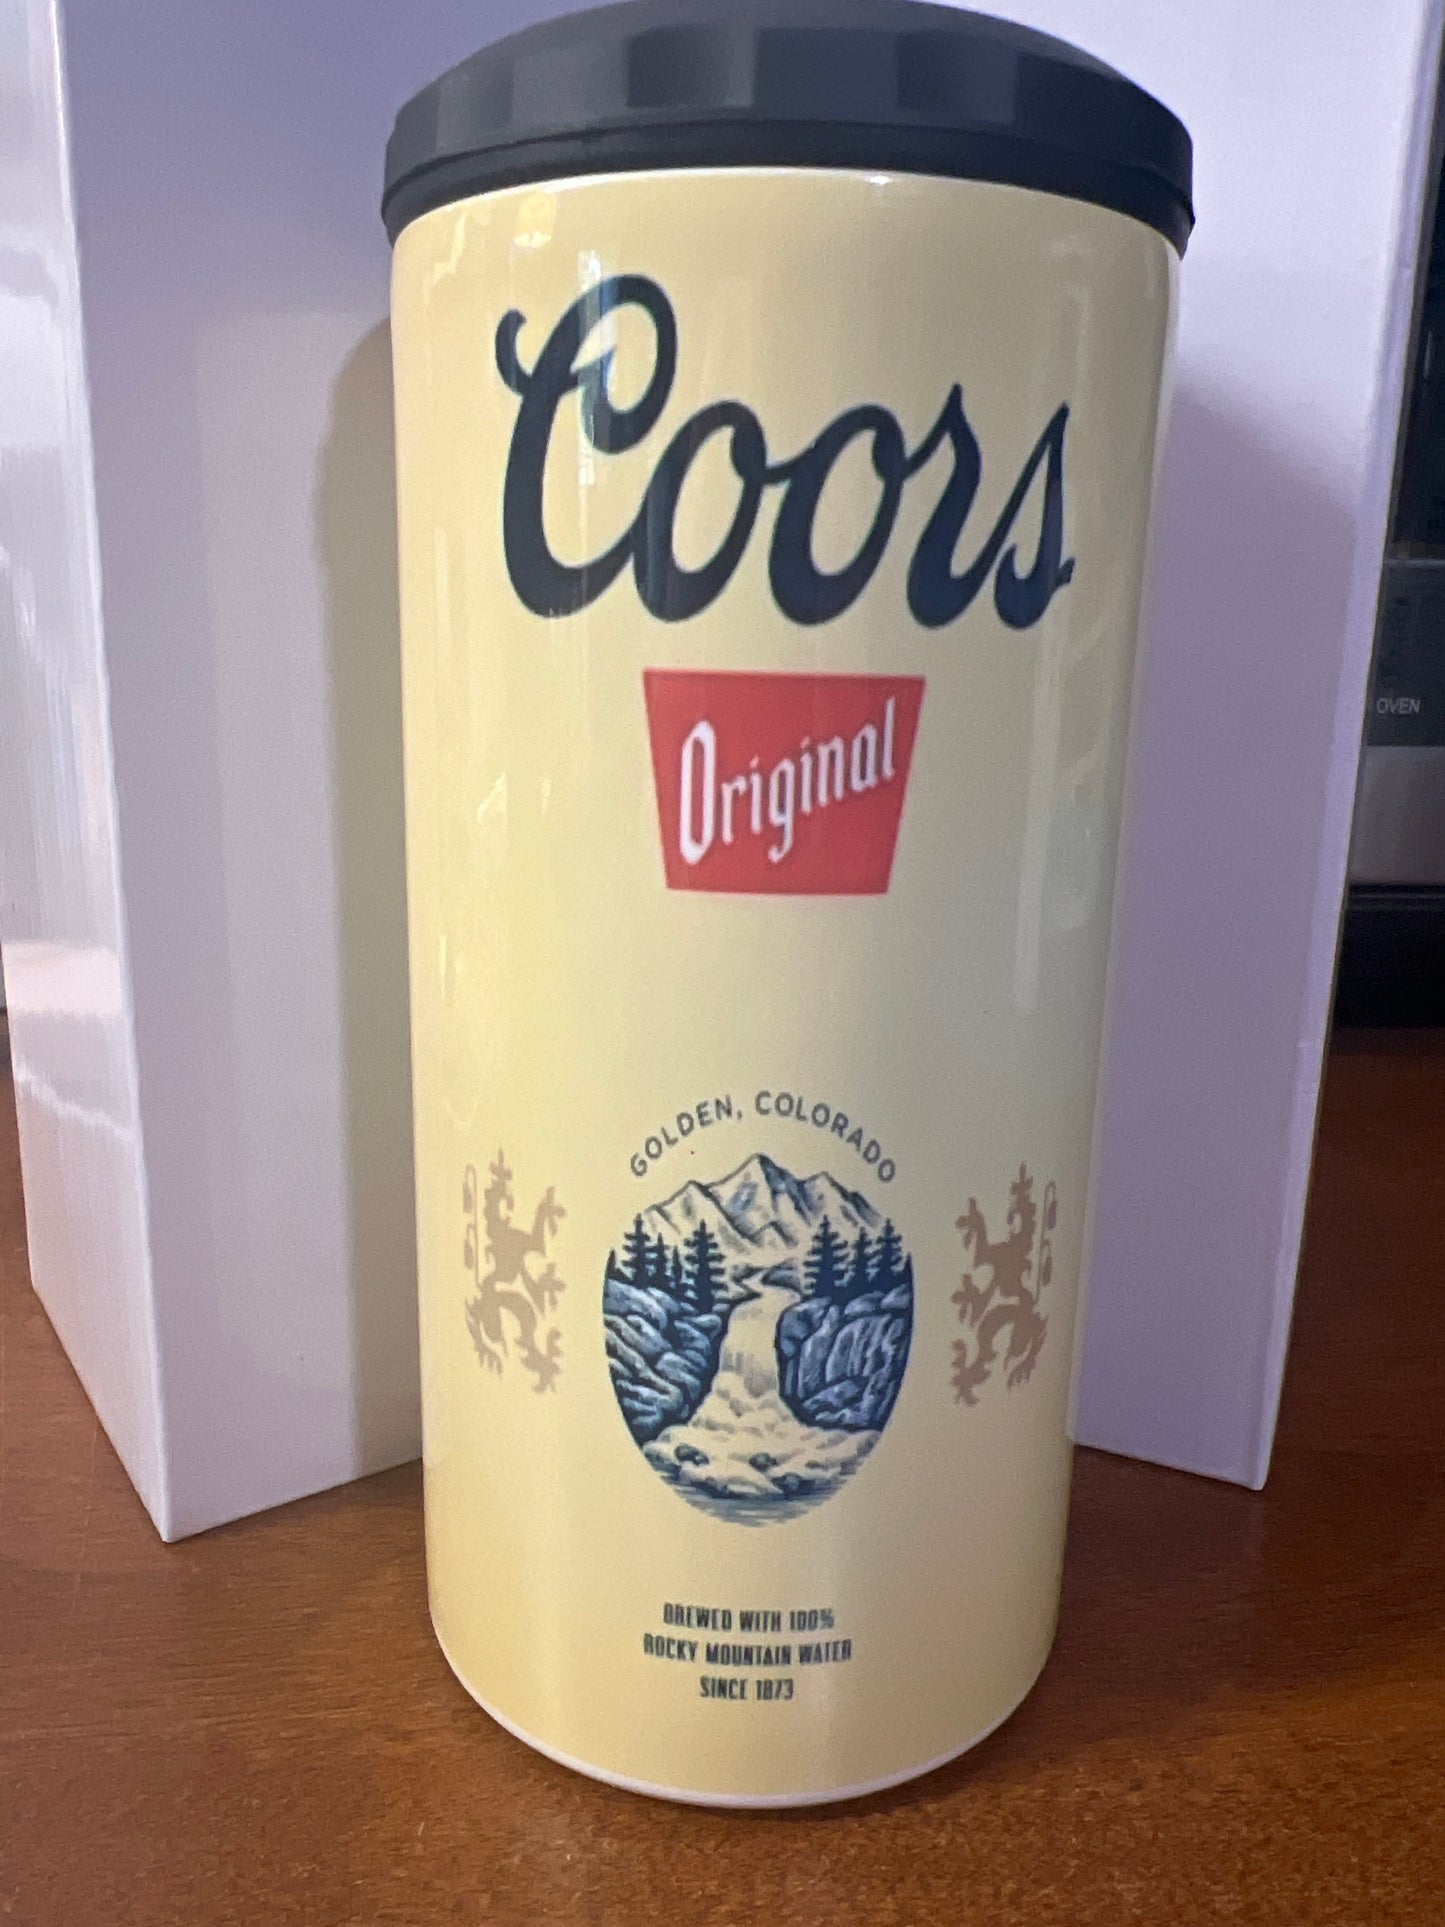 Coors
Original
OVEN
GOLDEN, COLORADO
BREWED WITH 100%
ROCKY MOUNTAIN WATER
SINCE 1873